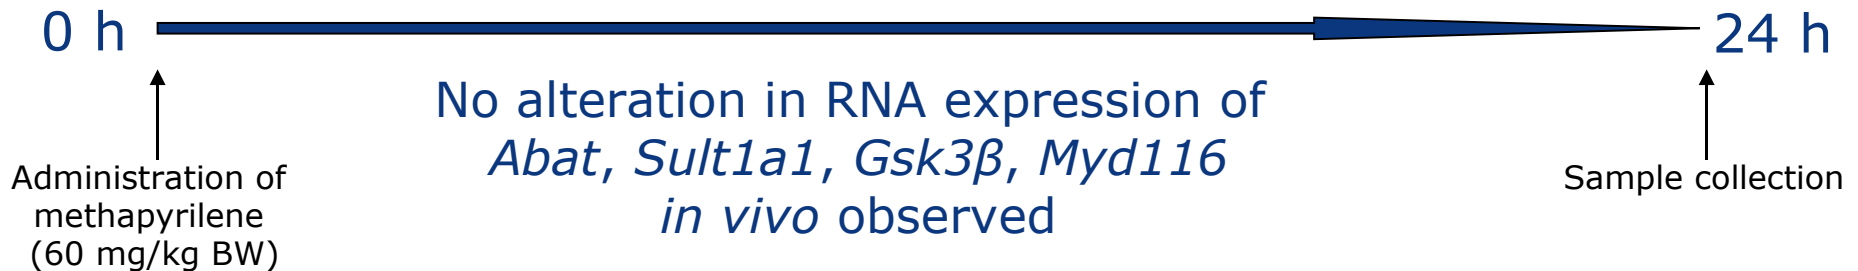 0 h
24 h
No alteration in RNA expression of
Abat, Sult1a1, Gsk3β, Myd116
in vivo observed
Administration of
methapyrilene
(60 mg/kg BW)
Sample collection